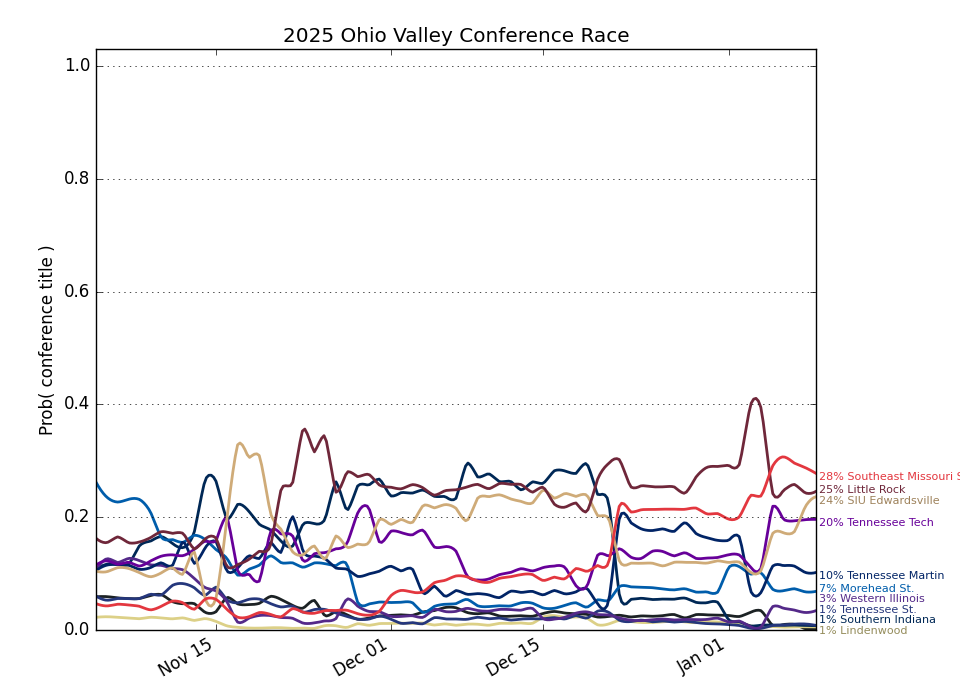 2025 Ohio Valley Conference Race
1.0
0.8
0.6
0.4
0.2
0.0
Prob( conference title )
Nov 15
Dec 01
Dec 15
Jan 01
28% Southeast Missouri S
25% Little Rock
24% SIU Edwardsville
20% Tennessee Tech
10% Tennessee Martin
7% Morehead St.
3% Western Illinois
1% Tennessee St.
1% Southern Indiana
1% Lindenwood